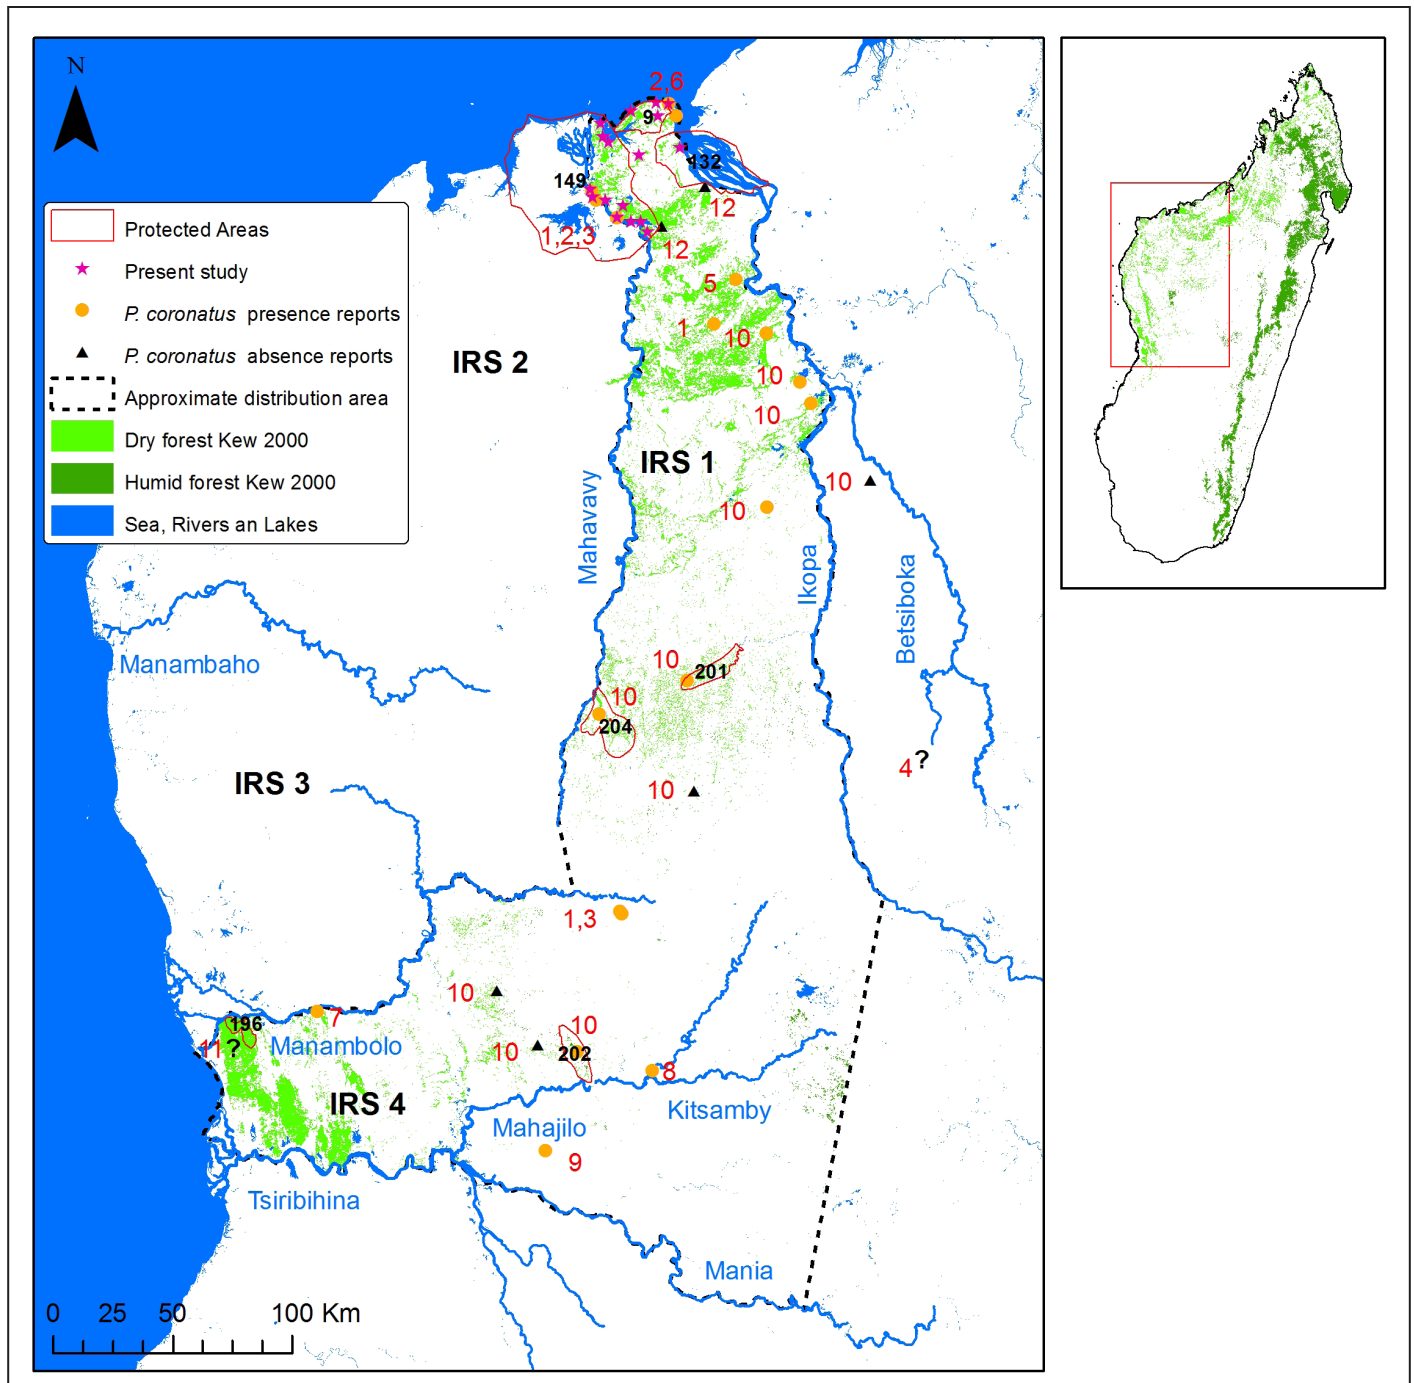 N
2,6
9
132
149
12
1,2,3
12
Protected Areas
Present study
P. coronatus presence reports
P. coronatus absence reports
Approximate distribution area
Dry forest Kew 2000
Humid forest Kew 2000
Sea, Rivers an Lakes
5
1
10
IRS 2
10
10
IRS 1
10
10
Mahavavy
Ikopa
Betsiboka
Manambaho
10
201
10
204
4?
IRS 3
10
1,3
10
7
196
11?
Manambolo
10
10
202
8
IRS 4
Kitsamby
Mahajilo
9
Tsiribihina
Mania
0 25 50 100 Km